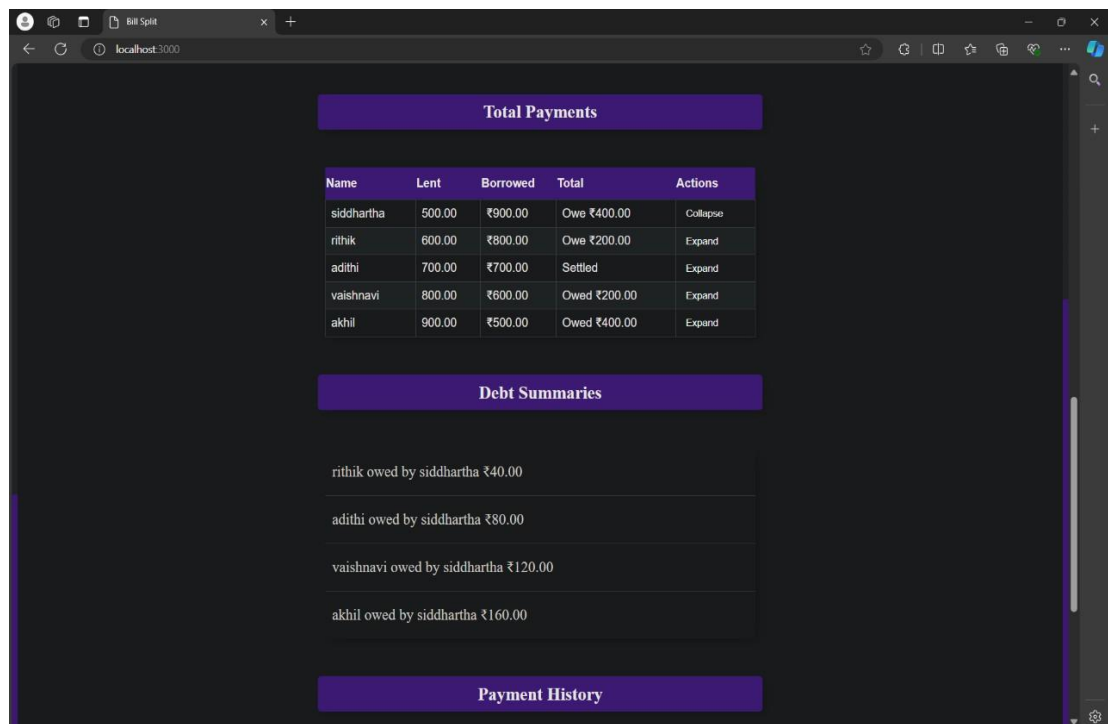 Bill Split
localhost:3000
Total Payments
Name Lent Borrowed Total Actions
siddhartha 500.00 ₹900.00 Owe ₹400.00 Collapse
rithik 600.00 ₹800.00 Owe ₹200.00 Expand
adithi 700.00 ₹700.00 Settled Expand
vaishnavi 800.00 ₹600.00 Owed ₹200.00 Expand
akhil 900.00 ₹500.00 Owed ₹400.00 Expand
Debt Summaries
rithik owed by siddhartha ₹40.00
adithi owed by siddhartha ₹80.00
vaishnavi owed by siddhartha ₹120.00
akhil owed by siddhartha ₹160.00
Payment History